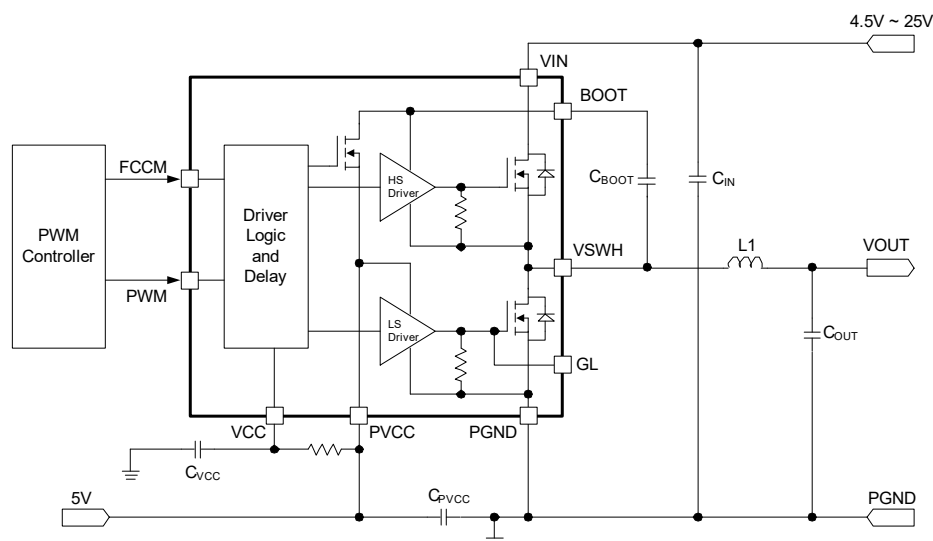 4.5V ~ 25V
VIN
BOOT
FCCM
PWM
Controller
Driver
Logic
and
Delay
HS
Driver
CBOOT
CIN
PWM
VSWH
L1
VOUT
LS
Driver
COUT
GL
VCC
PVCC
PGND
CVCC
5V
CPVCC
PGND